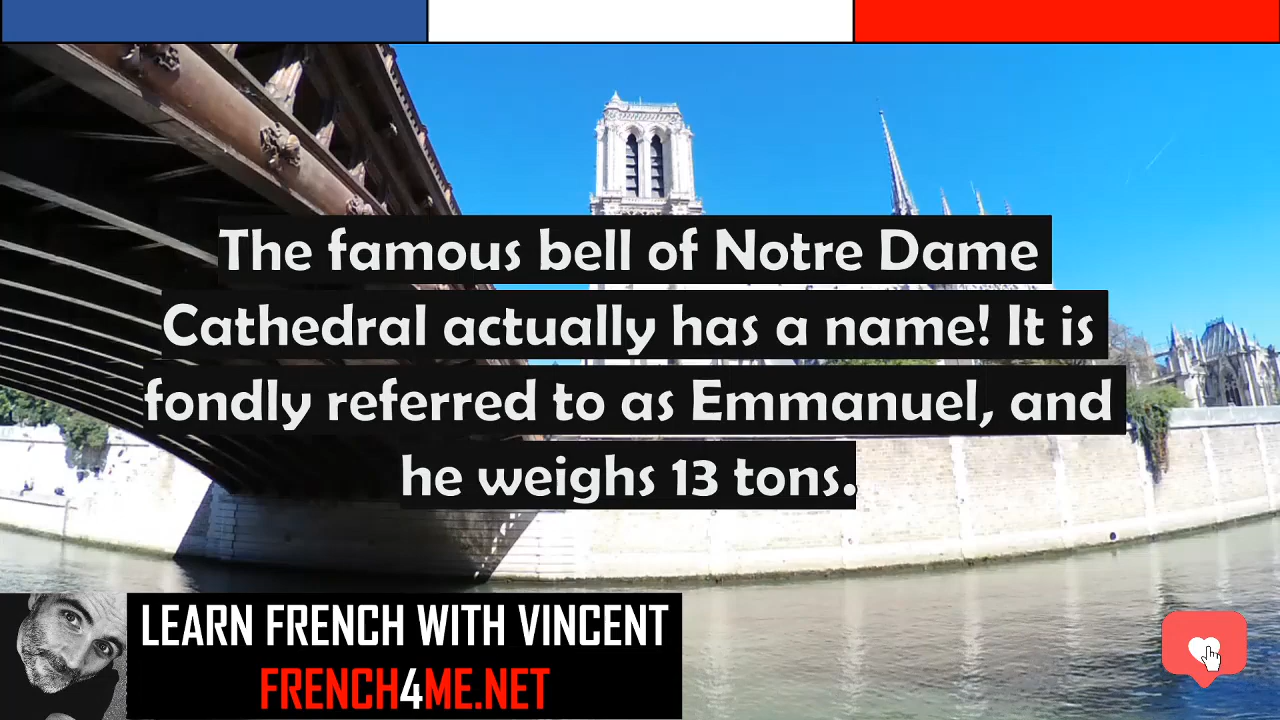 The famous bell of Notre Dame
Cathedral actually has a name! It is
fondly referred to as Emmanuel, and
he weighs 13 tons.
LEARN FRENCH WITH VINCENT
FRENCH4ME.NET